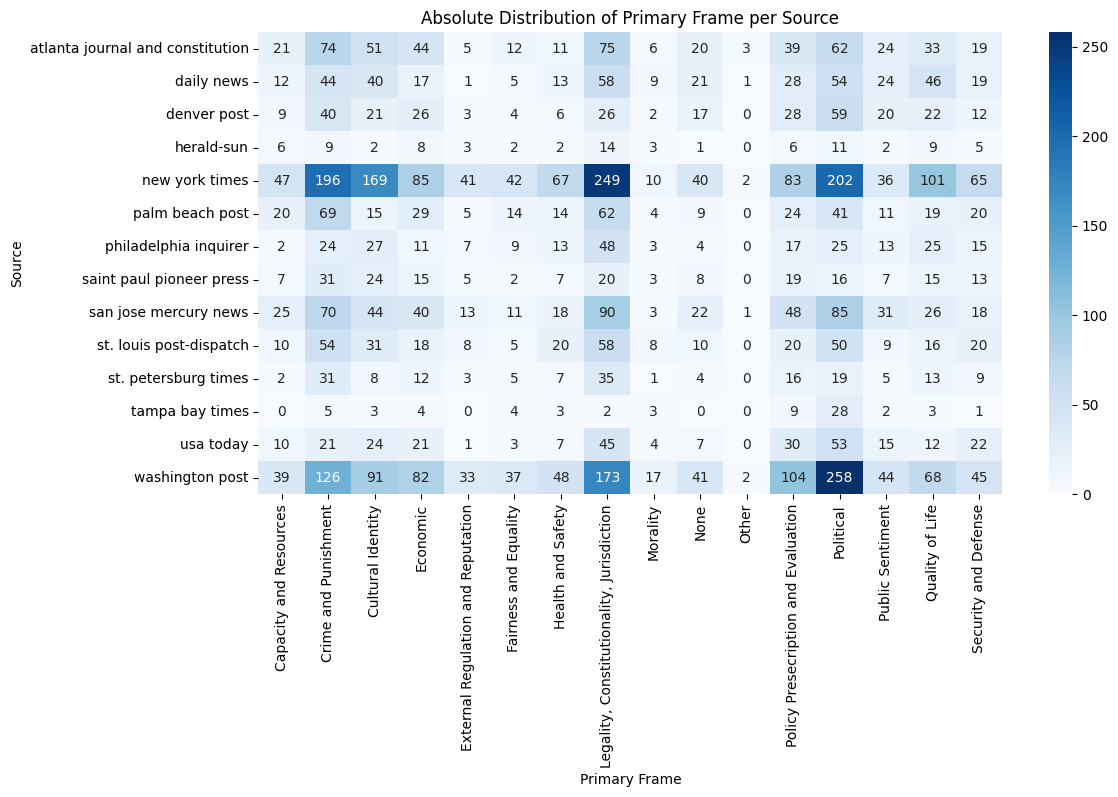 Absolute Distribution of Primary Frame per Source
Source
atlanta journal and constitution 21 74 51 44 5 12 11 75 6 20 3 39 62 24 33 19
daily news 12 44 40 17 1 5 13 58 9 21 1 28 54 24 46 19
denver post 9 40 21 26 3 4 6 26 2 17 0 28 59 20 22 12
herald-sun 6 9 2 8 3 2 2 14 3 1 0 6 11 2 9 5
new york times 47 196 169 85 41 42 67 249 10 40 2 83 202 36 101 65
palm beach post 20 69 15 29 5 14 14 62 4 9 0 24 41 11 19 20
philadelphia inquirer 2 24 27 11 7 9 13 48 3 4 0 17 25 13 25 15
saint paul pioneer press 7 31 24 15 5 2 7 20 3 8 0 19 16 7 15 13
san jose mercury news 25 70 44 40 13 11 18 90 3 22 1 48 85 31 26 18
st. louis post-dispatch 10 54 31 18 8 5 20 58 8 10 0 20 50 9 16 20
st. petersburg times 2 31 8 12 3 5 7 35 1 4 0 16 19 5 13 9
tampa bay times 0 5 3 4 0 4 3 2 3 0 0 9 28 2 3 1
usa today 10 21 24 21 1 3 7 45 4 7 0 30 53 15 12 22
washington post 39 126 91 82 33 37 48 173 17 41 2 104 258 44 68 45
Capacity and Resources
Crime and Punishment
Cultural Identity
Economic
External Regulation and Reputation
Fairness and Equality
Health and Safety
Legality, Constitutionality, Jurisdiction
Morality
None
Other
Policy Presecription and Evaluation
Political
Public Sentiment
Quality of Life
Security and Defense
Primary Frame
250
200
150
100
50
0